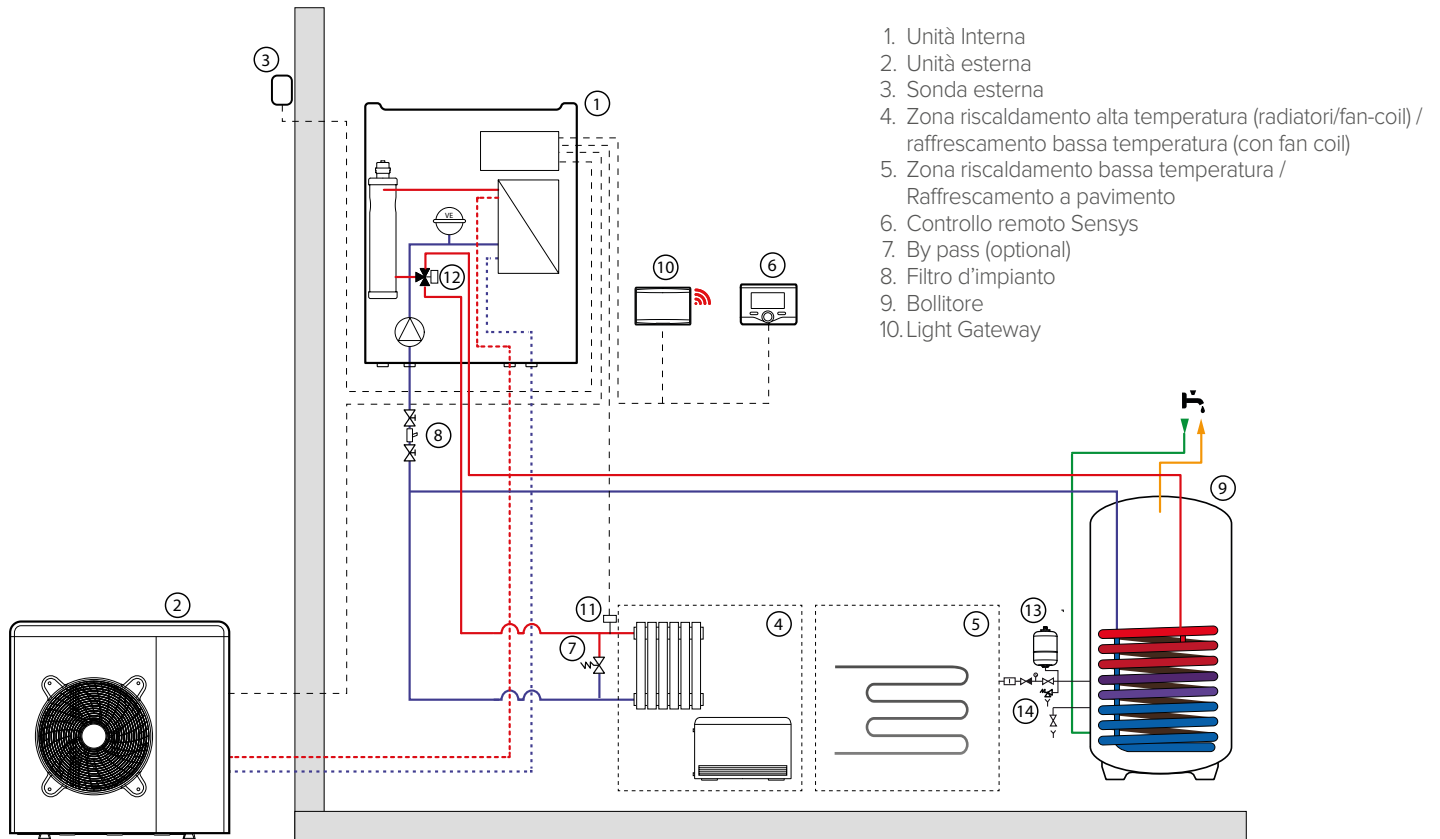 1. Unità Interna
2. Unità esterna
3. Sonda esterna
4. Zona riscaldamento alta temperatura (radiatori/fan-coil) /
raffrescamento bassa temperatura (con fan coil)
5. Zona riscaldamento bassa temperatura /
Raffrescamento a pavimento
6. Controllo remoto Sensys
7. By pass (optional)
8. Filtro d'impianto
9. Bollitore
10. Light Gateway
3
1
VE
12
10
6
8
9
2
11
7
4
5
13
14